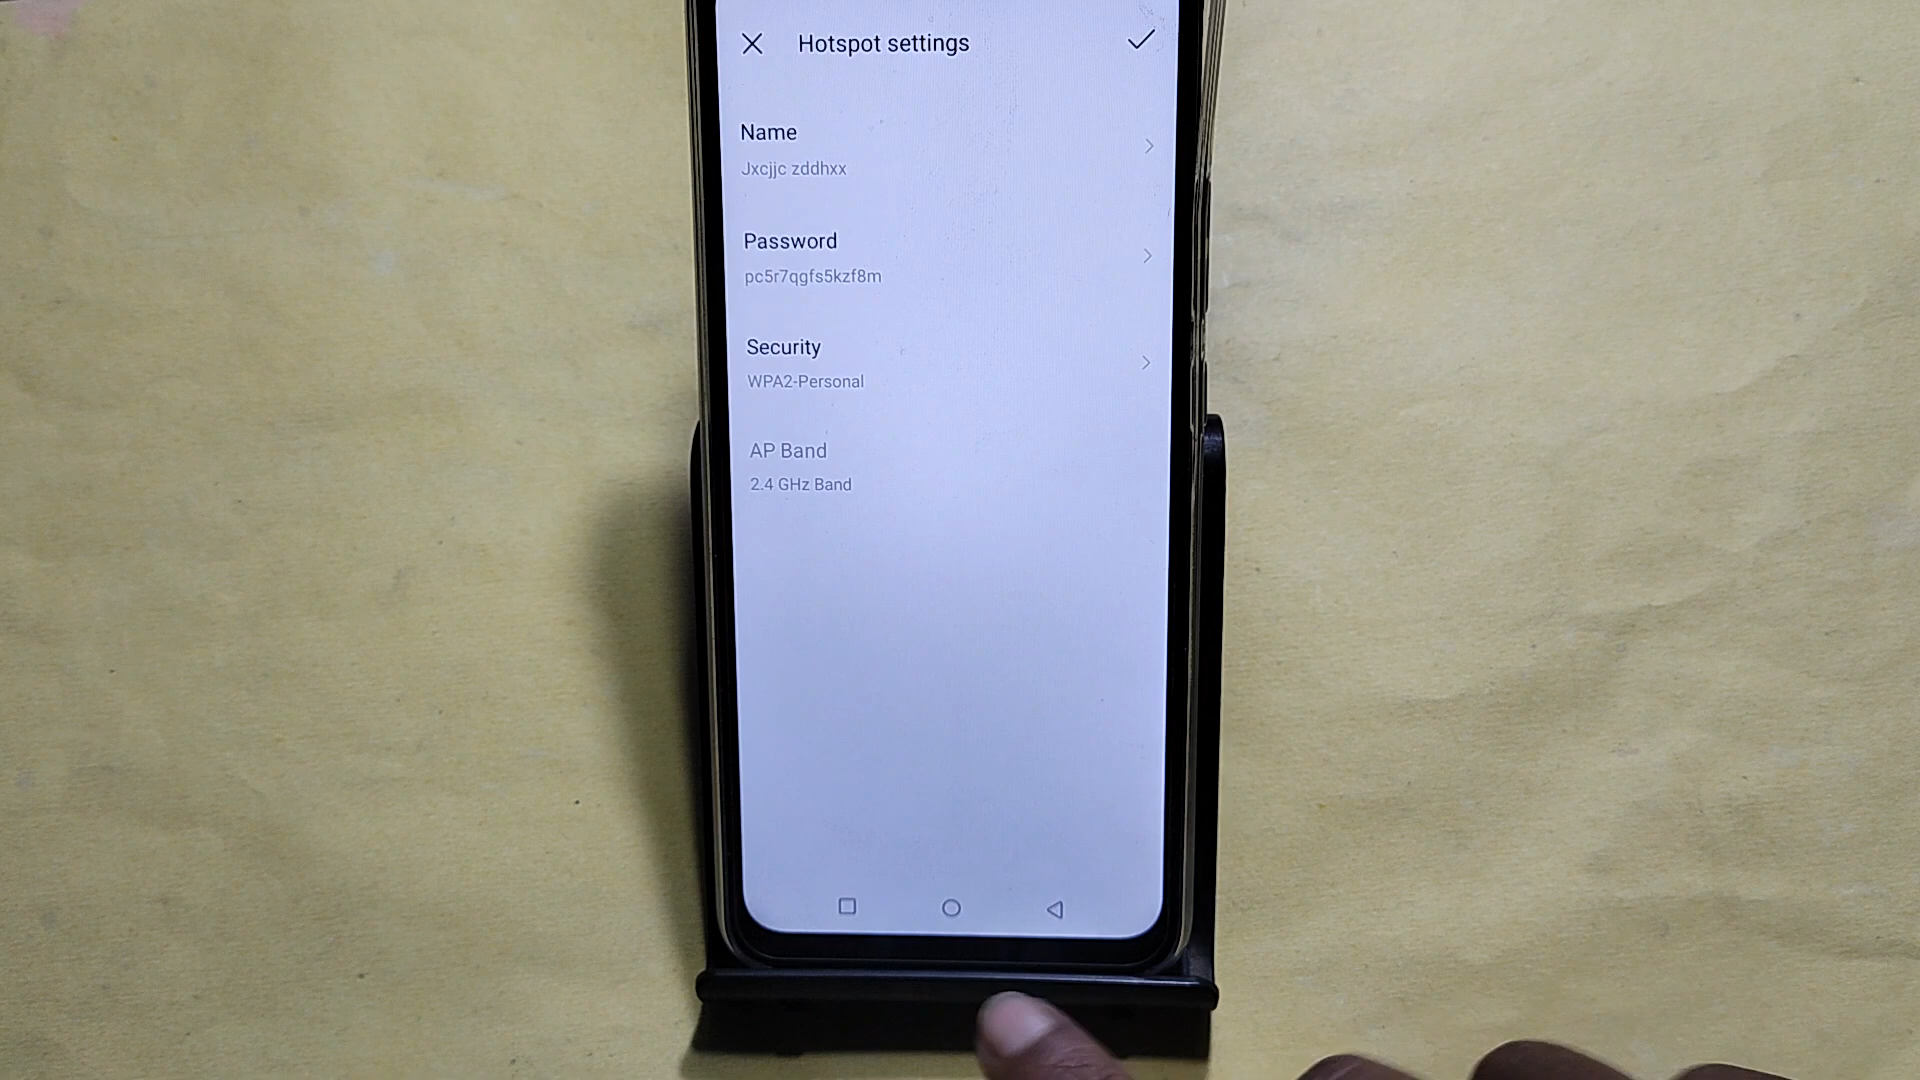 Hotspot settings
Name
Jxcjjc zddhxx
Password
pc5r7qgfs5kzf8m
Security
WPA2-Personal
AP Band
2.4 GHz Band